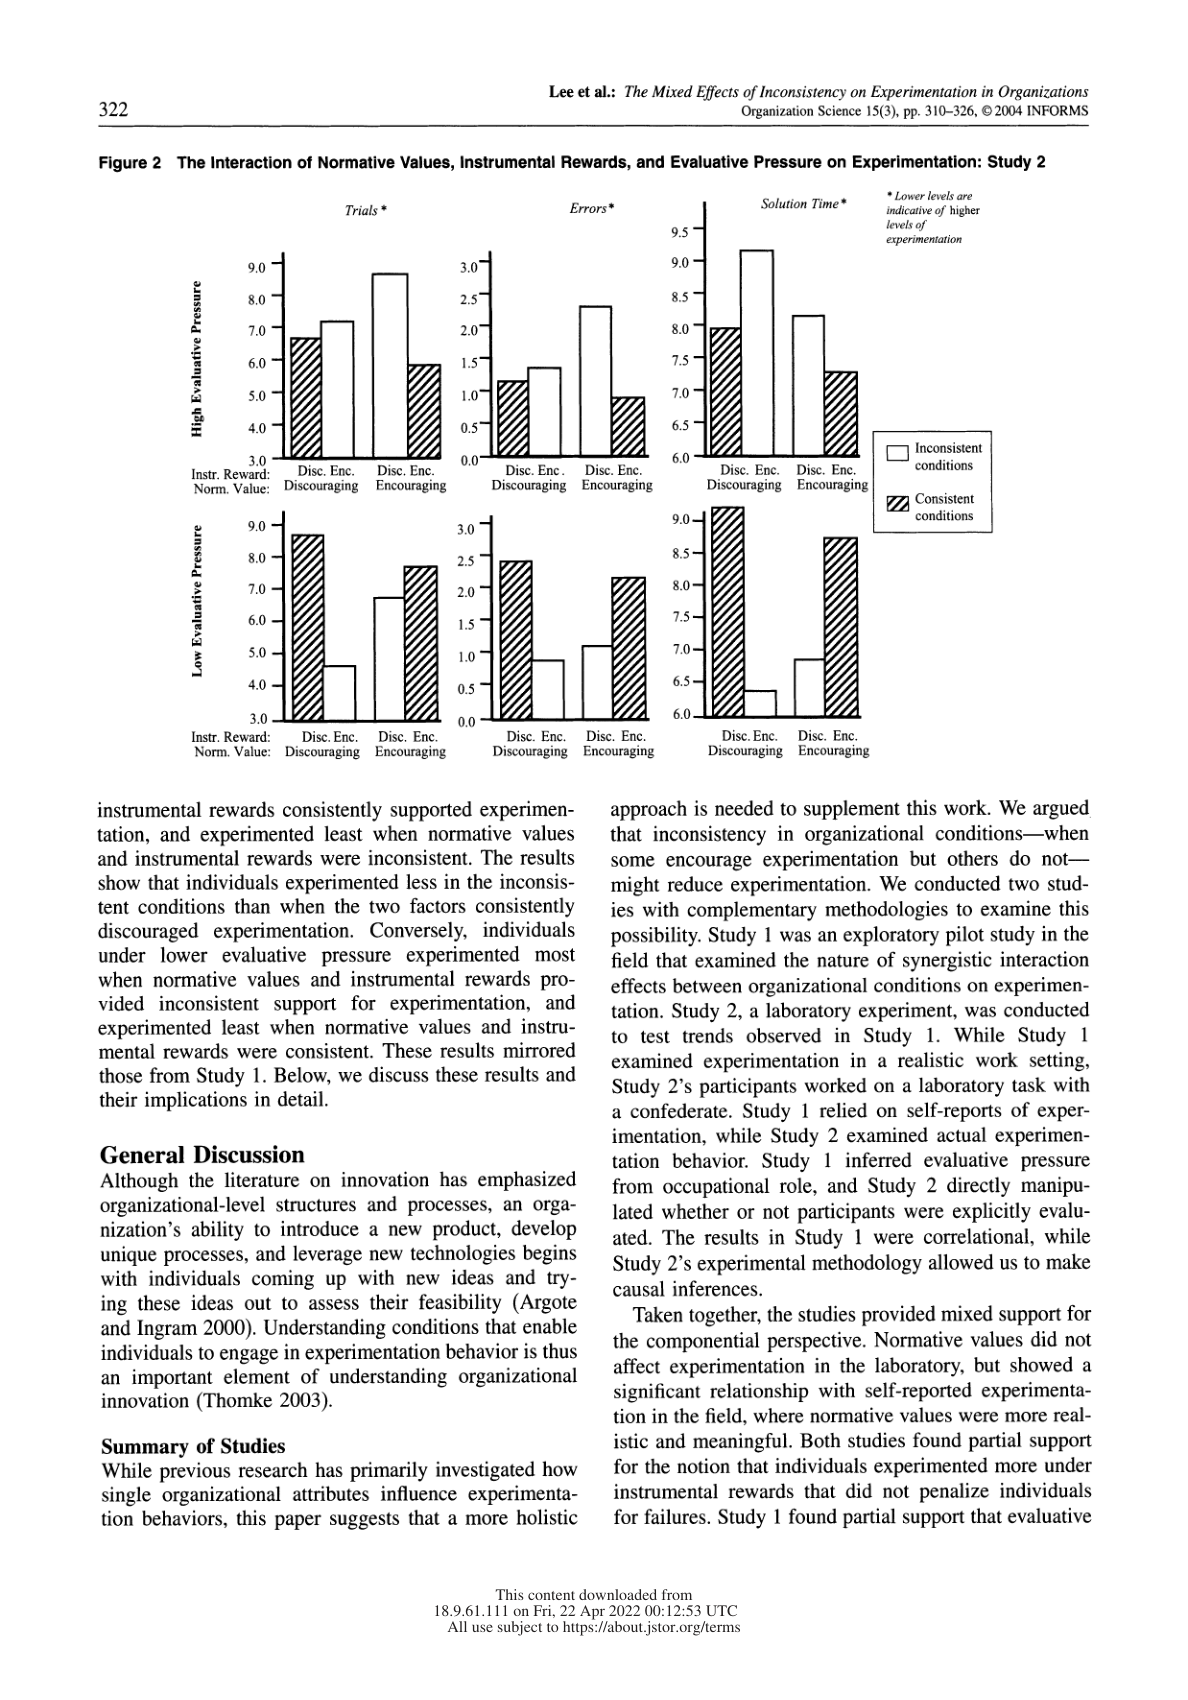 322
Lee et al.: The Mixed Effects of Inconsistency on Experimentation in Organizations
Organization Science 15(3), pp. 310–326, © 2004 INFORMS
Figure 2 The Interaction of Normative Values, Instrumental Rewards, and Evaluative Pressure on Experimentation: Study 2
Trials *
Errors*
Solution Time*
* Lower levels are
indicative of higher
levels of
experimentation
High Evaluative Pressure
9.0
8.0
7.0
6.0
5.0
4.0
3.0
3.0
2.5
2.0
1.5
1.0
0.5
0.0
9.5
9.0
8.5
8.0
7.5
7.0
6.5
6.0
Instr. Reward: Disc. Enc. Disc. Enc. Disc. Enc. Disc. Enc. Disc. Enc. Disc. Enc.
Norm. Value: Discouraging Encouraging Discouraging Encouraging Discouraging Encouraging
Inconsistent
conditions
Consistent
conditions
Low Evaluative Pressure
9.0
8.0
7.0
6.0
5.0
4.0
3.0
3.0
2.5
2.0
1.5
1.0
0.5
0.0
9.0
8.5
8.0
7.5
7.0
6.5
6.0
Instr. Reward: Disc. Enc. Disc. Enc. Disc. Enc. Disc. Enc. Disc. Enc. Disc. Enc.
Norm. Value: Discouraging Encouraging Discouraging Encouraging Discouraging Encouraging
instrumental rewards consistently supported experimen-
tation, and experimented least when normative values
and instrumental rewards were inconsistent. The results
show that individuals experimented less in the inconsis-
tent conditions than when the two factors consistently
discouraged experimentation. Conversely, individuals
under lower evaluative pressure experimented most
when normative values and instrumental rewards pro-
vided inconsistent support for experimentation, and
experimented least when normative values and instru-
mental rewards were consistent. These results mirrored
those from Study 1. Below, we discuss these results and
their implications in detail.
General Discussion
Although the literature on innovation has emphasized
organizational-level structures and processes, an orga-
nization's ability to introduce a new product, develop
unique processes, and leverage new technologies begins
with individuals coming up with new ideas and try-
ing these ideas out to assess their feasibility (Argote
and Ingram 2000). Understanding conditions that enable
individuals to engage in experimentation behavior is thus
an important element of understanding organizational
innovation (Thomke 2003).
Summary of Studies
While previous research has primarily investigated how
single organizational attributes influence experimenta-
tion behaviors, this paper suggests that a more holistic
approach is needed to supplement this work. We argued
that inconsistency in organizational conditions—when
some encourage experimentation but others do not—
might reduce experimentation. We conducted two stud-
ies with complementary methodologies to examine this
possibility. Study 1 was an exploratory pilot study in the
field that examined the nature of synergistic interaction
effects between organizational conditions on experimen-
tation. Study 2, a laboratory experiment, was conducted
to test trends observed in Study 1. While Study 1
examined experimentation in a realistic work setting,
Study 2's participants worked on a laboratory task with
a confederate. Study 1 relied on self-reports of exper-
imentation, while Study 2 examined actual experimen-
tation behavior. Study 1 inferred evaluative pressure
from occupational role, and Study 2 directly manipu-
lated whether or not participants were explicitly evalu-
ated. The results in Study 1 were correlational, while
Study 2's experimental methodology allowed us to make
causal inferences.
Taken together, the studies provided mixed support for
the componential perspective. Normative values did not
affect experimentation in the laboratory, but showed a
significant relationship with self-reported experimenta-
tion in the field, where normative values were more real-
istic and meaningful. Both studies found partial support
for the notion that individuals experimented more under
instrumental rewards that did not penalize individuals
for failures. Study 1 found partial support that evaluative
This content downloaded from
18.9.61.111 on Fri, 22 Apr 2022 00:12:53 UTC
All use subject to https://about.jstor.org/terms